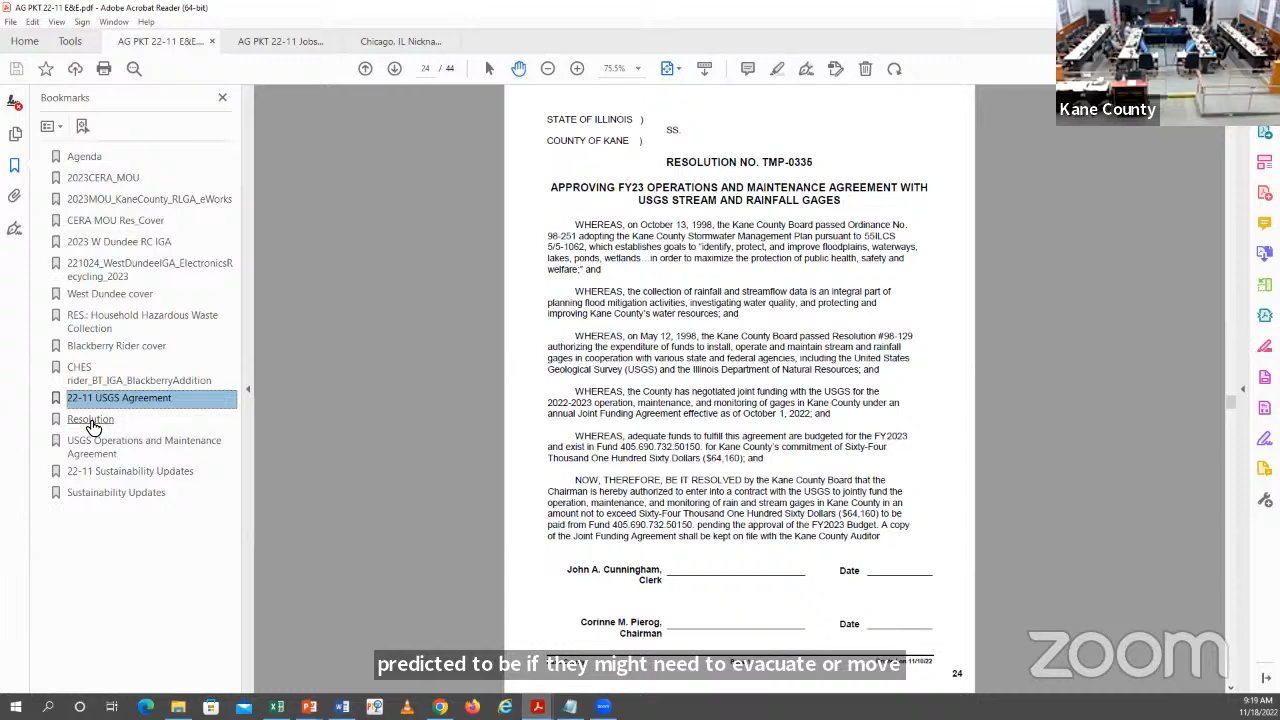 AG PKT 22-11 E&E.pdf - Adobe Acrobat Reader (64-bit)
File Edit View Sign Window Help
Home Tools AG PKT 22-11 E&E... × AG PKT 22-11 Jobs... Chicago. IL Nickna...
24 / 44 75.5%
Kane County
Bookmarks
Agenda
2023CERA_MOU
2023MOU_KaneCounty_RLGA_eWorks
CERA MOU Res_Cover
2023 W Dundee RC IGA
221024_WestDundeeIGA_ElectronicsR
ecycling_2023
West Dundee cover
RES.: Household Hazardous Waste
Collection
Blackberry Rider cover
CHES
rider_BT_IGA_BlackberryAddition
22-11 USGS Agreement
Resolution
USGS Operations and Maintenance
Agreement
22-11 Sustainability Updates
Sustainability Updates
STATE OF ILLINOIS )
SS.
COUNTY OF KANE )
RESOLUTION NO. TMP-0335
APPROVING FY23 OPERATIONS AND MAINTENANCE AGREEMENT WITH
USGS STREAM AND RAINFALL GAGES
WHEREAS, on October 13, 1998, the Kane County Board passed Ordinance No.
98-251 adopting the Kane County Stormwater Management Plan pursuant to 55ILCS
5/5-1062, which establishes goals to "identify, protect, and improve floodplains, waterways,
lakes, ponds, wetlands…in order to maximize the protection of public health, safety and
welfare;" and
WHEREAS, the collection of rainfall and streamflow data is an integral part of
planning flood mitigation activities, investigating water quality, and protecting and
improving Kane County's water resources; and
WHEREAS, on May 12, 1998, the Kane County Board passed Resolution #98-129
authorizing the expenditure of funds to install, operate and maintain stream and rainfall
gages in cooperation with various state and federal agencies, including the United States
Geological Survey (USGS) and the Illinois Department of Natural Resources; and
WHEREAS, the County has negotiated joint funding with the USGS for the
2022-2023 operation, maintenance, and monitoring of gages in Kane County under an
annual Joint Funding Agreement effective as of October 1, 2022; and
WHEREAS, adequate funds to fulfill this agreement are budgeted for the FY2023
and exist in Fund 405.690.732.50150. for Kane County's commitment of Sixty-Four
Thousand One Hundred Sixty Dollars ($64,160); and
NOW, THEREFORE, BE IT RESOLVED by the Kane County Board that the
Chairman is hereby authorized to enter into a contract with the USGS to jointly fund the
operation, maintenance, and monitoring of rain and stream gages in Kane County in an
amount not to exceed Sixty-Four Thousand One Hundred Sixty Dollars ($64,160) to be
paid from Fund 405.690.732.50150. pending the approval of the FY2023 Budget. A copy
of the Joint Funding Agreement shall be kept on file with the Kane County Auditor
John A. Cunningham, Date
Clerk
Corinne M. Pierog, Date
Chairman
11/10/22
24
predicted to be if they might need to evacuate or move
zoom
9:19 AM
11/18/2022